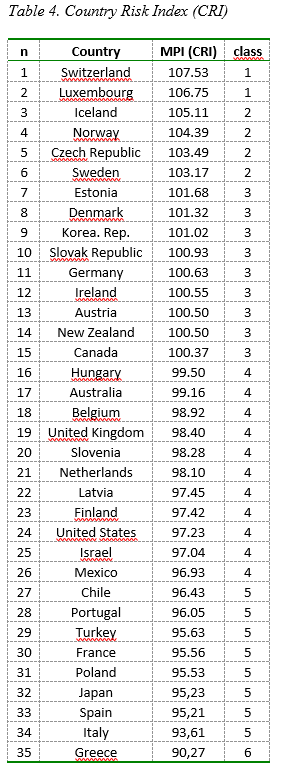 Table 4. Country Risk Index (CRI)
n Country MPI (CRI) class
1 Switzerland 107.53 1
2 Luxembourg 106.75 1
3 Iceland 105.11 2
4 Norway 104.39 2
5 Czech Republic 103.49 2
6 Sweden 103.17 2
7 Estonia 101.68 3
8 Denmark 101.32 3
9 Korea. Rep. 101.02 3
10 Slovak Republic 100.93 3
11 Germany 100.63 3
12 Ireland 100.55 3
13 Austria 100.50 3
14 New Zealand 100.50 3
15 Canada 100.37 3
16 Hungary 99.50 4
17 Australia 99.16 4
18 Belgium 98.92 4
19 United Kingdom 98.40 4
20 Slovenia 98.28 4
21 Netherlands 98.10 4
22 Latvia 97.45 4
23 Finland 97.42 4
24 United States 97.23 4
25 Israel 97.04 4
26 Mexico 96.93 4
27 Chile 96.43 5
28 Portugal 96.05 5
29 Turkey 95.63 5
30 France 95.56 5
31 Poland 95.53 5
32 Japan 95,23 5
33 Spain 95,21 5
34 Italy 93,61 5
35 Greece 90,27 6